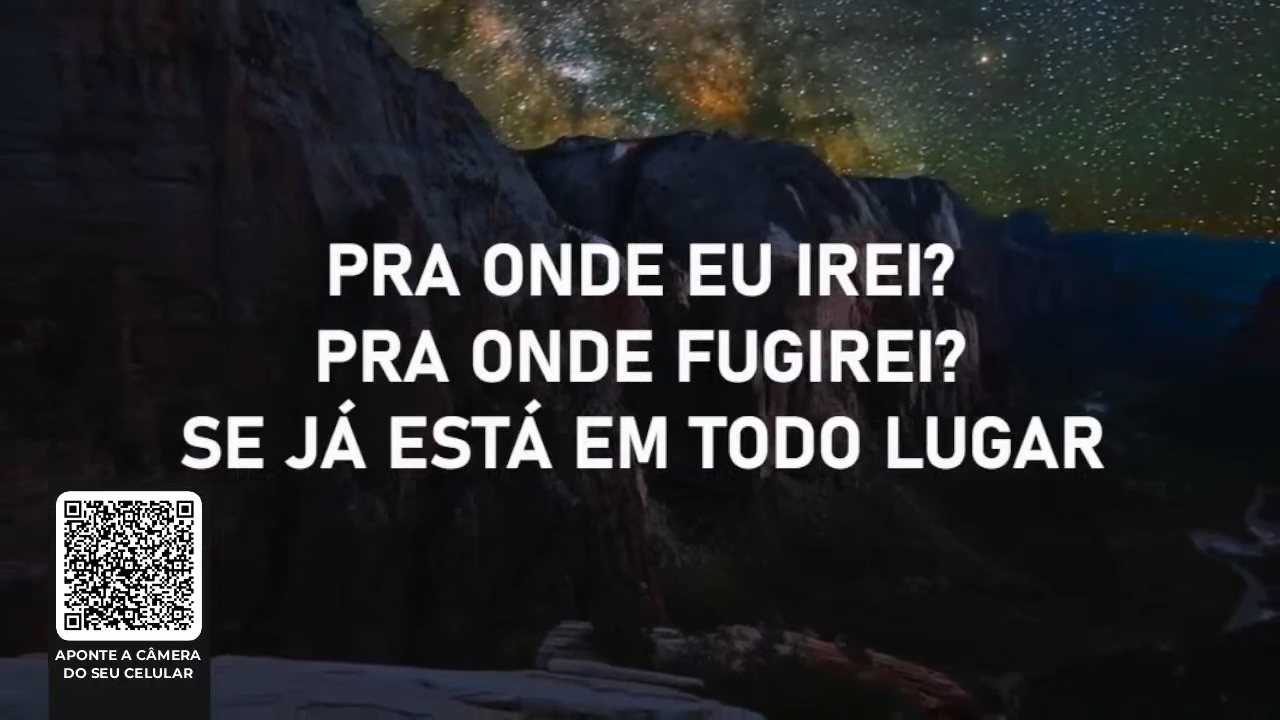 PRA ONDE EU IREI?
PRA ONDE FUGIREI?
SE JÁ ESTÁ EM TODO LUGAR
APONTE A CÂMERA
DO SEU CELULAR